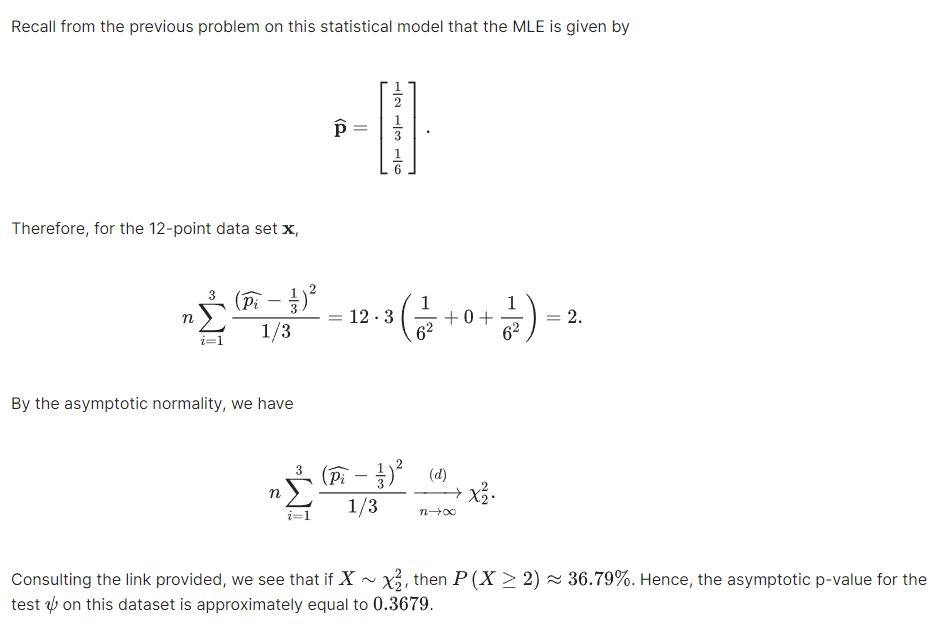 Recall from the previous problem on this statistical model that the MLE is given by
$$\widehat{\mathbf{p}} = \begin{bmatrix} \frac{1}{2} \\ \frac{1}{3} \\ \frac{1}{6} \end{bmatrix}.$$
Therefore, for the 12-point data set $\mathbf{x}$,
$$n \sum_{i=1}^{3} \frac{(\widehat{p_i} - \frac{1}{3})^2}{1/3} = 12 \cdot 3 \left( \frac{1}{6^2} + 0 + \frac{1}{6^2} \right) = 2.$$
By the asymptotic normality, we have
$$n \sum_{i=1}^{3} \frac{(\widehat{p_i} - \frac{1}{3})^2}{1/3} \xrightarrow[n \to \infty]{(d)} \chi_2^2.$$
Consulting the link provided, we see that if $X \sim \chi_2^2$, then $P(X \geq 2) \approx 36.79\%$. Hence, the asymptotic p-value for the
test $\psi$ on this dataset is approximately equal to $0.3679$.